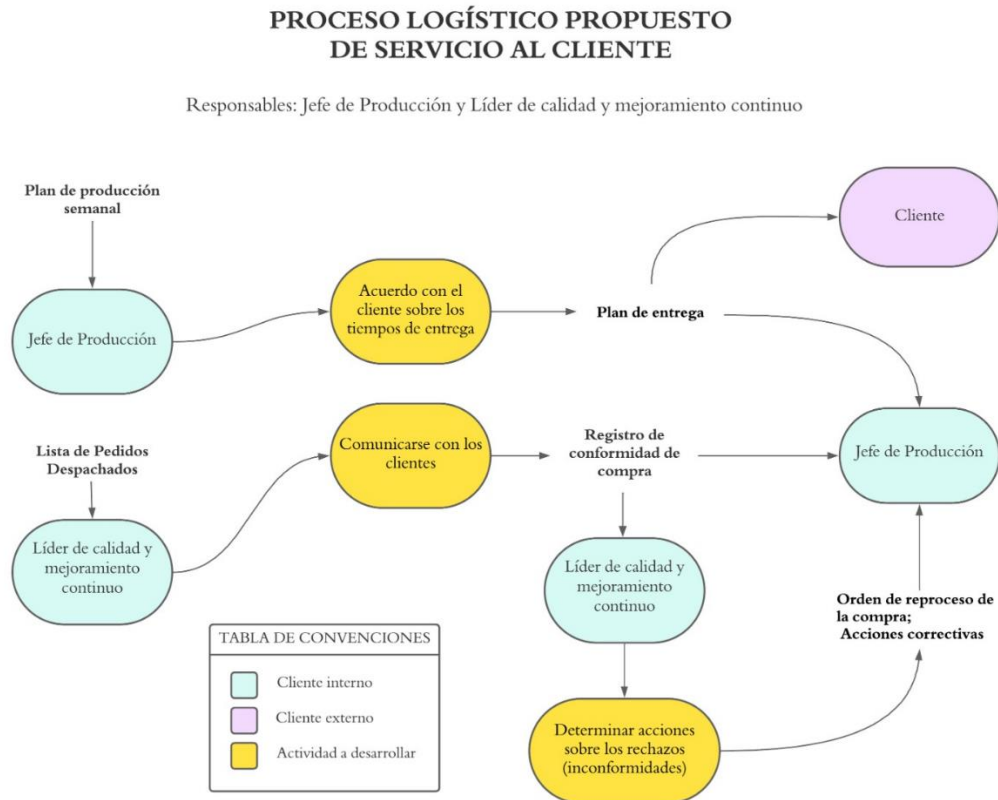 PROCESO LOGÍSTICO PROPUESTO
DE SERVICIO AL CLIENTE
Responsables: Jefe de Producción y Líder de calidad y mejoramiento continuo
Plan de producción
semanal
Cliente
Acuerdo con el
cliente sobre los
tiempos de entrega
Plan de entrega
Jefe de Producción
Lista de Pedidos
Despachados
Comunicarse con los
clientes
Registro de
conformidad de
compra
Jefe de Producción
Líder de calidad y
mejoramiento
continuo
Líder de calidad y
mejoramiento
continuo
Orden de reproceso de
la compra;
Acciones correctivas
TABLA DE CONVENCIONES
Cliente interno
Cliente externo
Actividad a desarrollar
Determinar acciones
sobre los rechazos
(inconformidades)